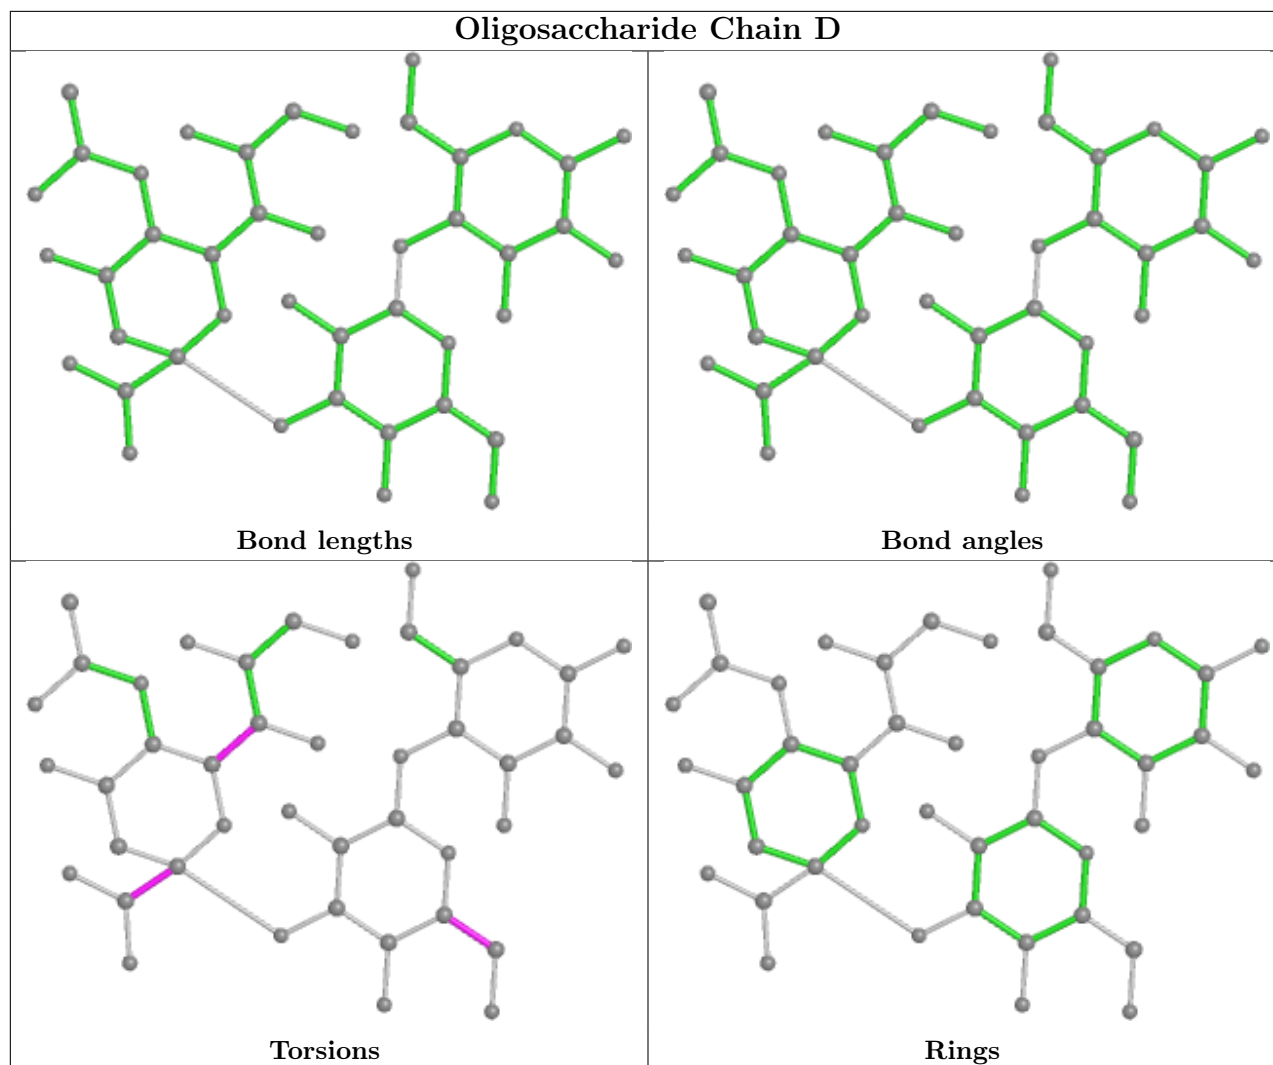 Oligosaccharide Chain D
Bond lengths
Bond angles
Torsions
Rings